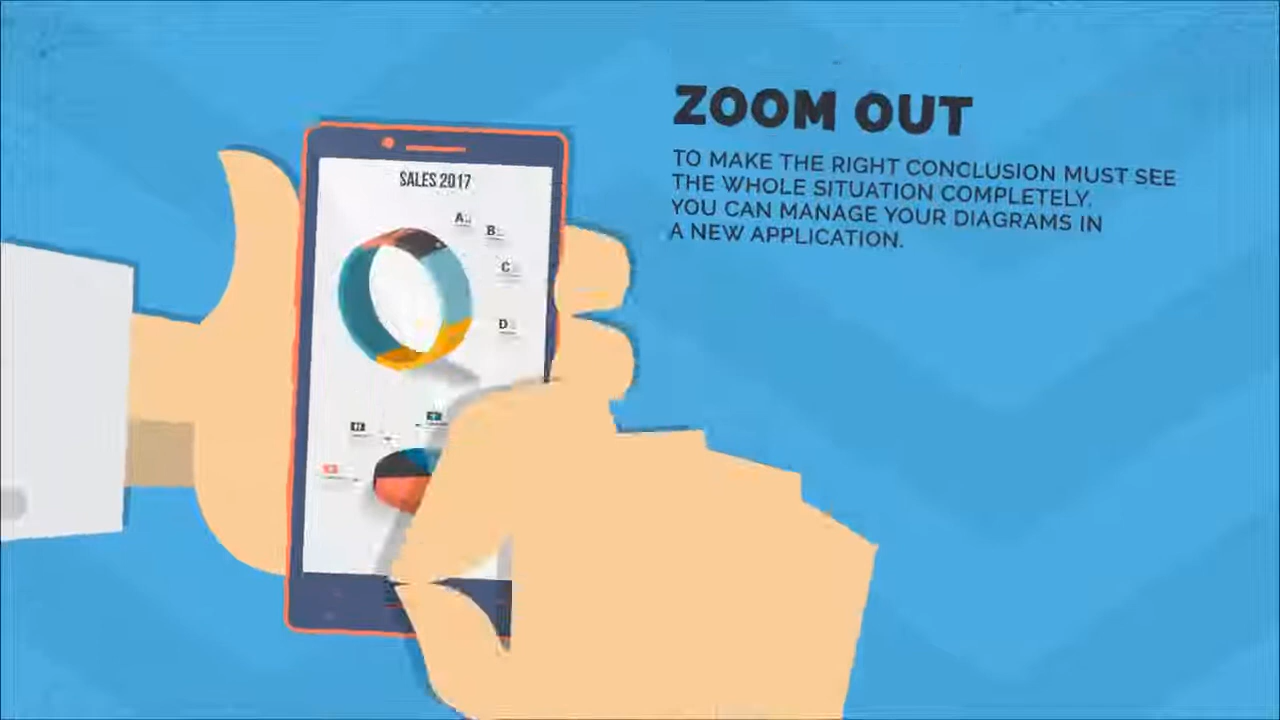 ZOOM OUT
TO MAKE THE RIGHT CONCLUSION MUST SEE
THE WHOLE SITUATION COMPLETELY.
YOU CAN MANAGE YOUR DIAGRAMS IN
A NEW APPLICATION.
SALES 2017
A
B
C
D